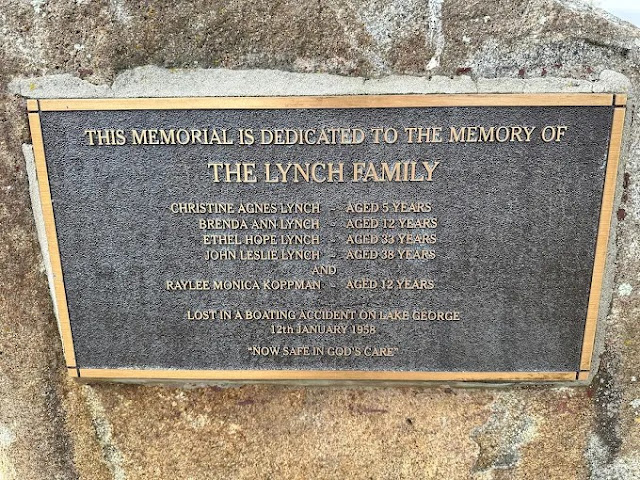 THIS MEMORIAL IS DEDICATED TO THE MEMORY OF
THE LYNCH FAMILY
CHRISTINE AGNES LYNCH - AGED 5 YEARS
BRENDA ANN LYNCH - AGED 12 YEARS
ETHEL HOPE LYNCH - AGED 33 YEARS
JOHN LESLIE LYNCH - AGED 38 YEARS
AND
RAYLEE MONICA KOPPMAN - AGED 12 YEARS
LOST IN A BOATING ACCIDENT ON LAKE GEORGE
12th JANUARY 1958
"NOW SAFE IN GOD'S CARE"